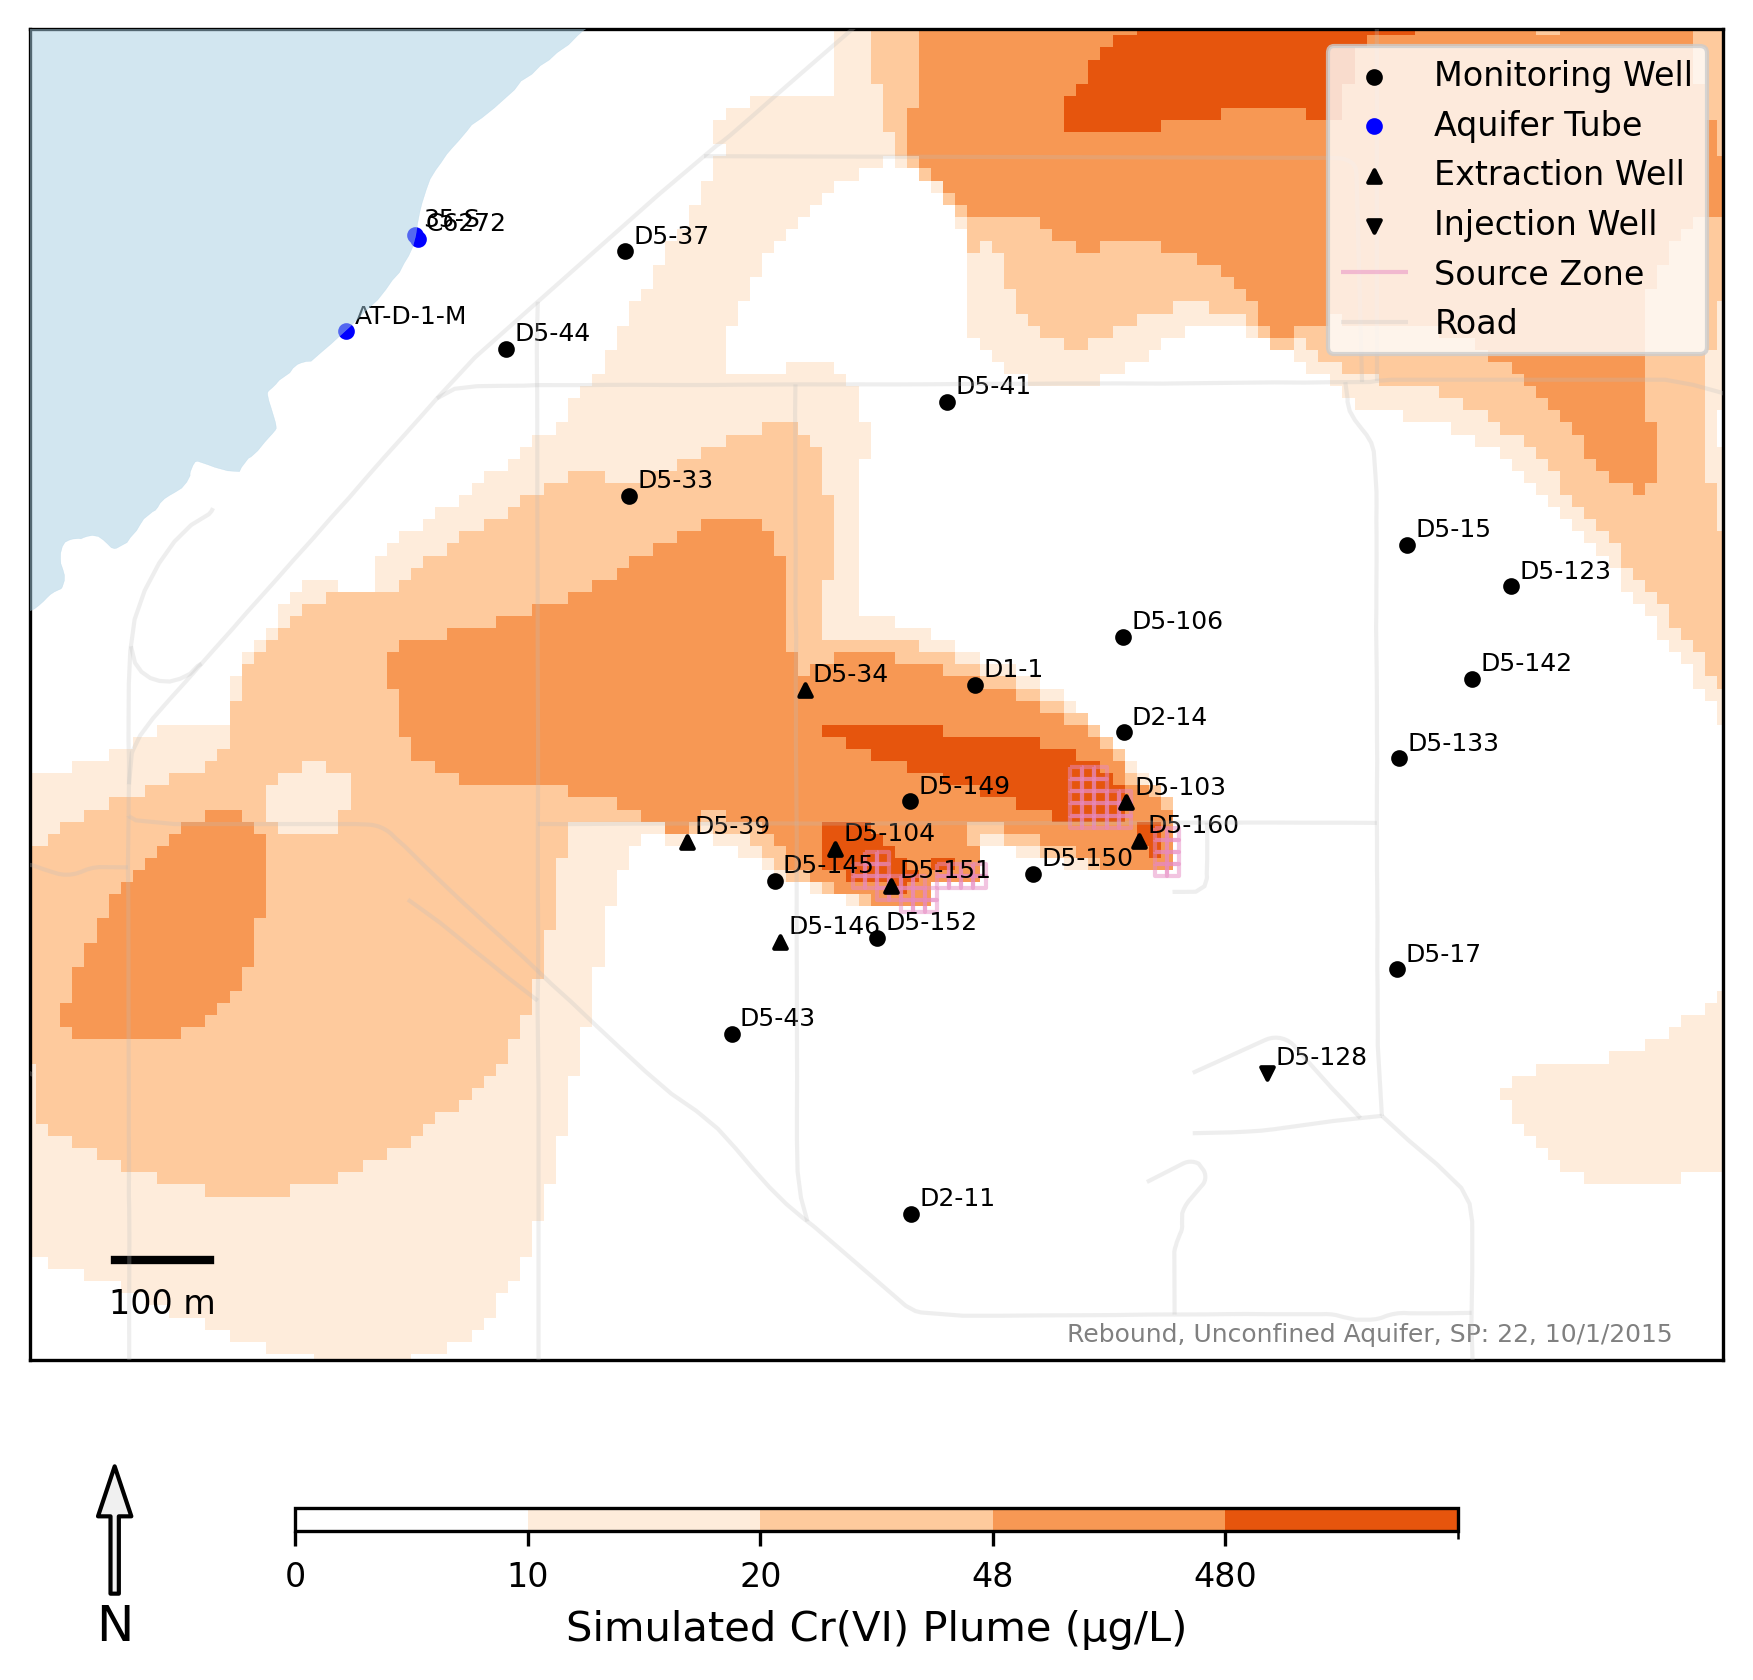 Monitoring Well
Aquifer Tube
Extraction Well
Injection Well
Source Zone
Road
35-S
C6272
D5-37
AT-D-1-M
D5-44
D5-41
D5-33
D5-15
D5-123
D5-106
D5-142
D1-1
D5-34
D2-14
D5-133
D5-149
D5-103
D5-160
D5-39
D5-104
D5-150
D5-145
D5-151
D5-146
D5-152
D5-17
D5-43
D5-128
D2-11
100 m
Rebound, Unconfined Aquifer, SP: 22, 10/1/2015
N
0 10 20 48 480
Simulated Cr(VI) Plume (μg/L)